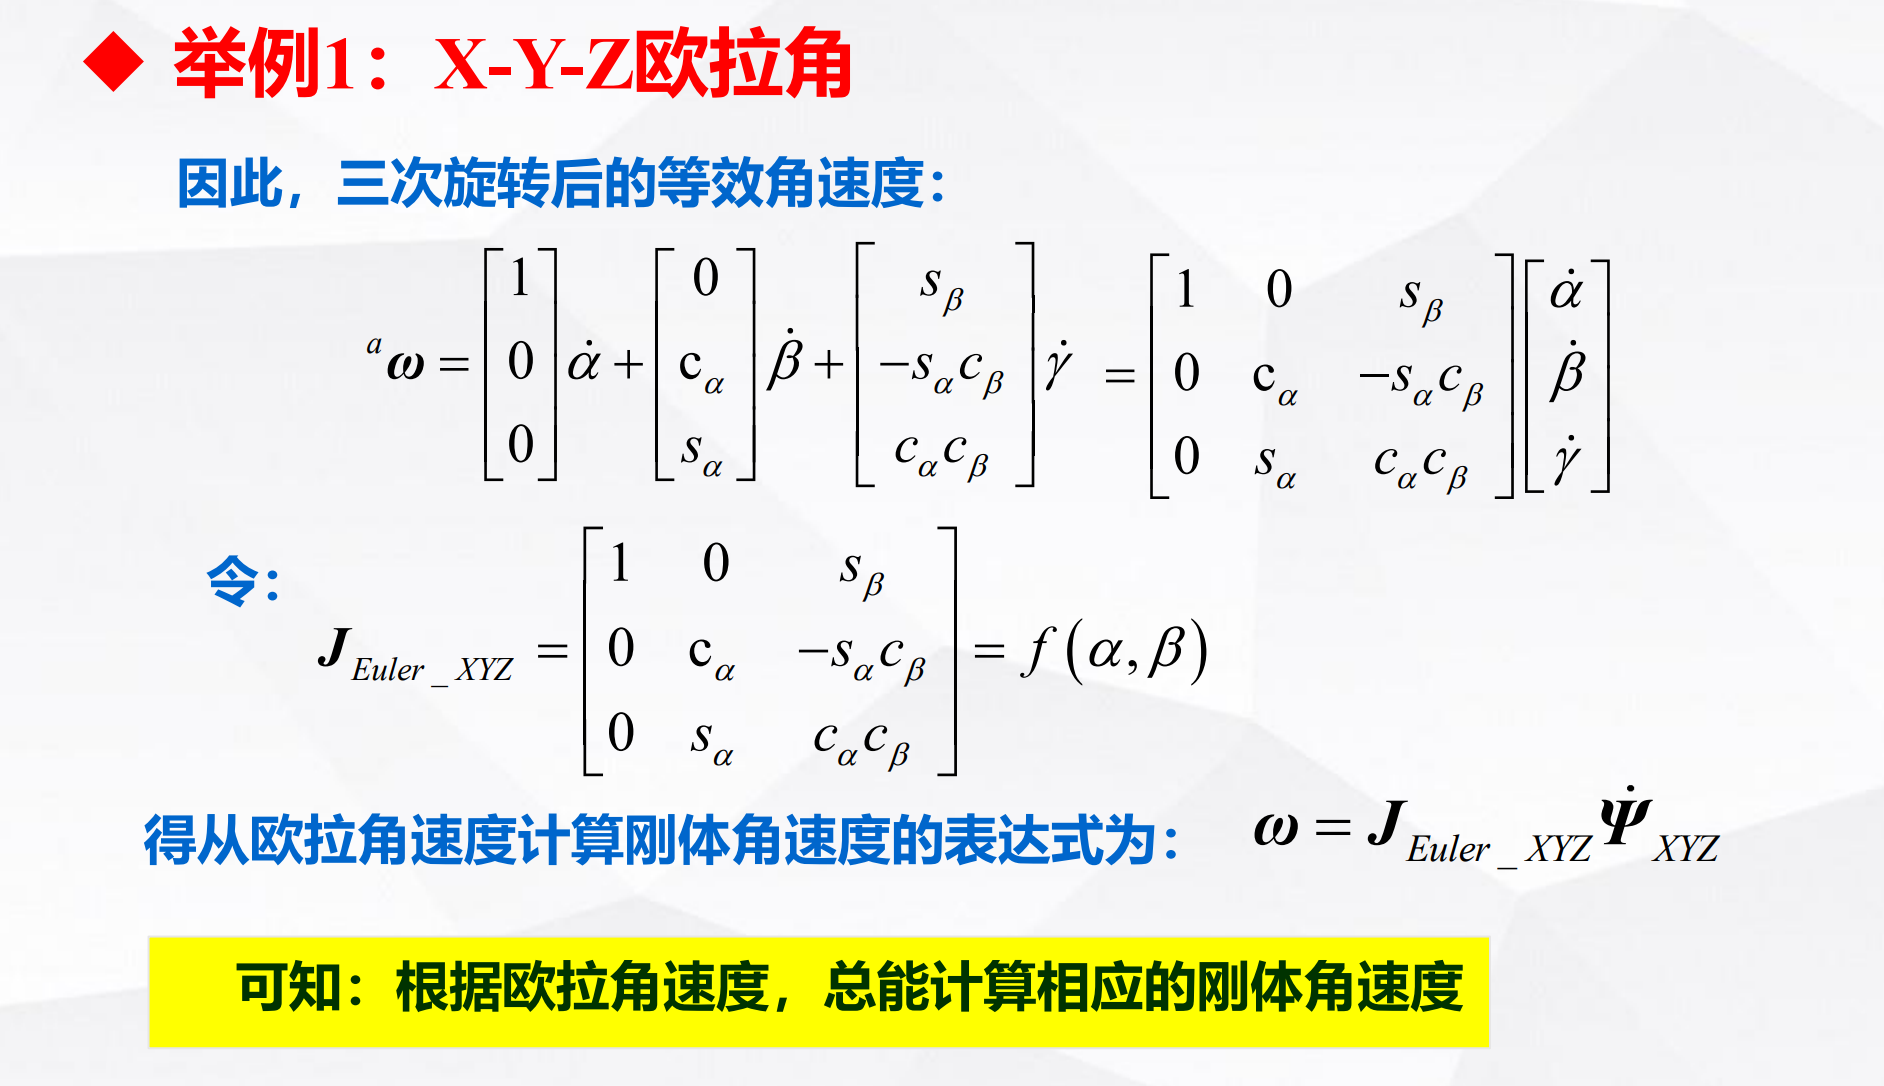 ◆ 举例1：X-Y-Z欧拉角
因此，三次旋转后的等效角速度：
$^{a}\boldsymbol{\omega} = \begin{bmatrix} 1 \\ 0 \\ 0 \end{bmatrix} \dot{\alpha} + \begin{bmatrix} 0 \\ c_{\alpha} \\ s_{\alpha} \end{bmatrix} \dot{\beta} + \begin{bmatrix} s_{\beta} \\ -s_{\alpha} c_{\beta} \\ c_{\alpha} c_{\beta} \end{bmatrix} \dot{\gamma} = \begin{bmatrix} 1 & 0 & s_{\beta} \\ 0 & c_{\alpha} & -s_{\alpha} c_{\beta} \\ 0 & s_{\alpha} & c_{\alpha} c_{\beta} \end{bmatrix} \begin{bmatrix} \dot{\alpha} \\ \dot{\beta} \\ \dot{\gamma} \end{bmatrix}$
令：
$\boldsymbol{J}_{Euler\_XYZ} = \begin{bmatrix} 1 & 0 & s_{\beta} \\ 0 & c_{\alpha} & -s_{\alpha} c_{\beta} \\ 0 & s_{\alpha} & c_{\alpha} c_{\beta} \end{bmatrix} = f(\alpha, \beta)$
得从欧拉角速度计算刚体角速度的表达式为： $\boldsymbol{\omega} = \boldsymbol{J}_{Euler\_XYZ} \dot{\boldsymbol{\Psi}}_{XYZ}$
可知：根据欧拉角速度，总能计算相应的刚体角速度